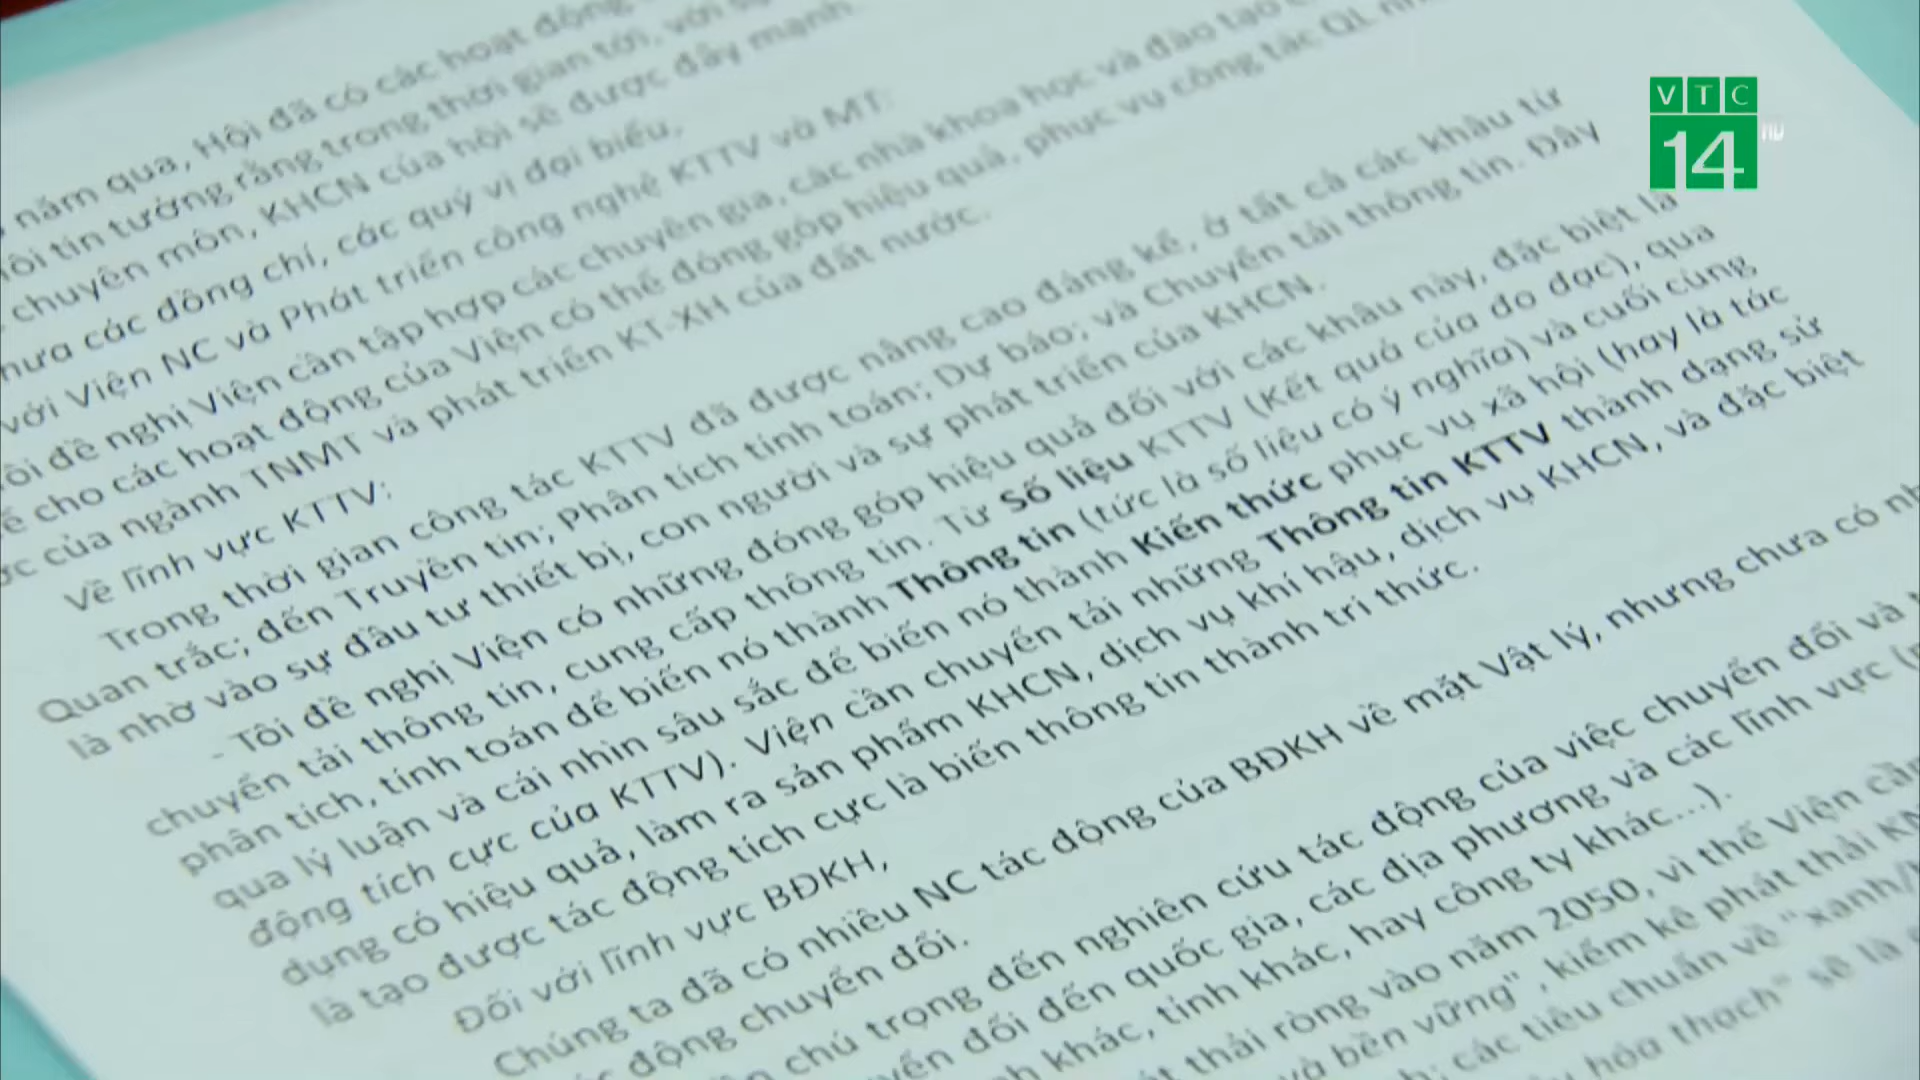 năm qua, Hội đã có các hoạt động
tôi tin tưởng rằng trong thời gian tới, với sự
chuyên môn, KHCN của hội sẽ được đẩy mạnh.
hưa các đồng chí, các quý vị đại biểu,
với Viện NC và Phát triển công nghệ KTTV và MT:
ôi đề nghị Viện cần tập hợp các chuyên gia, các nhà khoa học và đào tạo
ể cho các hoạt động của Viện có thể đóng góp hiệu quả, phục vụ công tác QL
ớc của ngành TNMT và phát triển KT-XH của đất nước.
Về lĩnh vực KTTV:
Trong thời gian công tác KTTV đã được nâng cao đáng kể, ở tất cả các khâu từ
Quan trắc; đến Truyền tin; Phân tích tính toán; Dự báo; và Chuyển tải thông tin. Đây
là nhờ vào sự đầu tư thiết bị, con người và sự phát triển của KHCN.
- Tôi đề nghị Viện có những đóng góp hiệu quả đối với các khâu này, đặc biệt là
chuyển tải thông tin, cung cấp thông tin. Từ Số liệu KTTV (Kết quả của đo đạc), qua
phân tích, tính toán để biến nó thành Thông tin (tức là số liệu có ý nghĩa) và cuối cùng
qua lý luận và cái nhìn sâu sắc để biến nó thành Kiến thức phục vụ xã hội (hay là tác
động tích cực của KTTV). Viện cần chuyển tải những Thông tin KTTV thành dạng sử
dụng có hiệu quả, làm ra sản phẩm KHCN, dịch vụ khí hậu, dịch vụ KHCN, và đặc biệt
là tạo được tác động tích cực là biến thông tin thành tri thức.
Đối với lĩnh vực BĐKH,
Chúng ta đã có nhiều NC tác động của BĐKH về mặt Vật lý, nhưng chưa có
động chuyển đổi.
chú trọng đến nghiên cứu tác động của việc chuyển đổi và
đổi đến quốc gia, các địa phương và các lĩnh vực
khác, tỉnh khác, hay công ty khác...).
thải ròng vào năm 2050, vì thế Viện cần
và bền vững", kiểm kê phát thải
các tiêu chuẩn về "xanh/
hóa thạch" sẽ là
VTC
14
HD